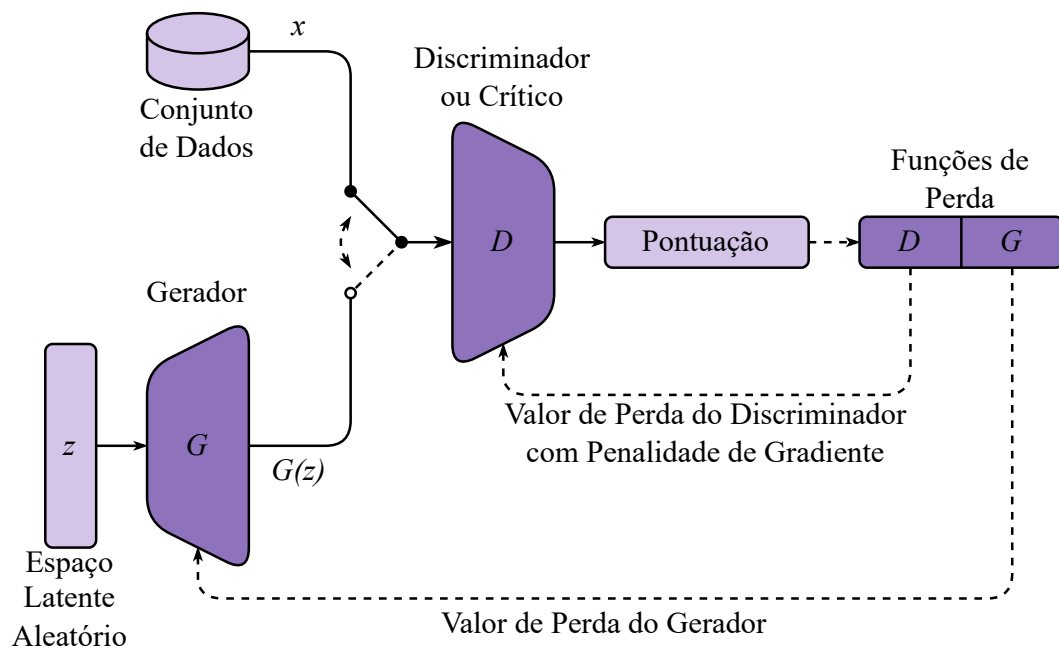 x
Conjunto
de Dados
Discriminador
ou Crítico
D
Pontuação
Funções de
Perda
D
G
Gerador
z
G
G(z)
Espaço
Latente
Aleatório
Valor de Perda do Discriminador
com Penalidade de Gradiente
Valor de Perda do Gerador